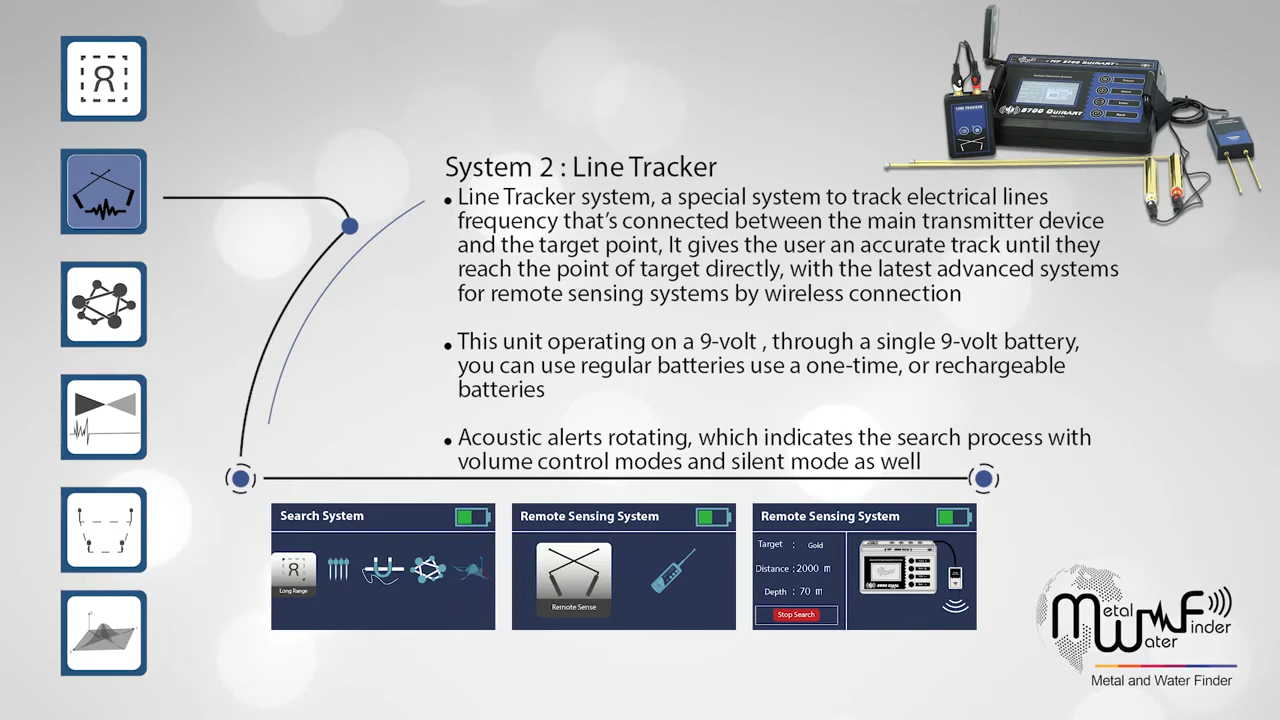 MF 9700 QUINARY
9700 QUINARY
LINE TRACKER
System 2 : Line Tracker
• Line Tracker system, a special system to track electrical lines
frequency that's connected between the main transmitter device
and the target point, It gives the user an accurate track until they
reach the point of target directly, with the latest advanced systems
for remote sensing systems by wireless connection
• This unit operating on a 9-volt , through a single 9-volt battery,
you can use regular batteries use a one-time, or rechargeable
batteries
• Acoustic alerts rotating, which indicates the search process with
volume control modes and silent mode as well
Search System
Long Range
Remote Sensing System
Remote Sense
Remote Sensing System
Target : Gold
Distance : 2000 m
Depth : 70 m
Stop Search
Metal
Water
Finder
Metal and Water Finder